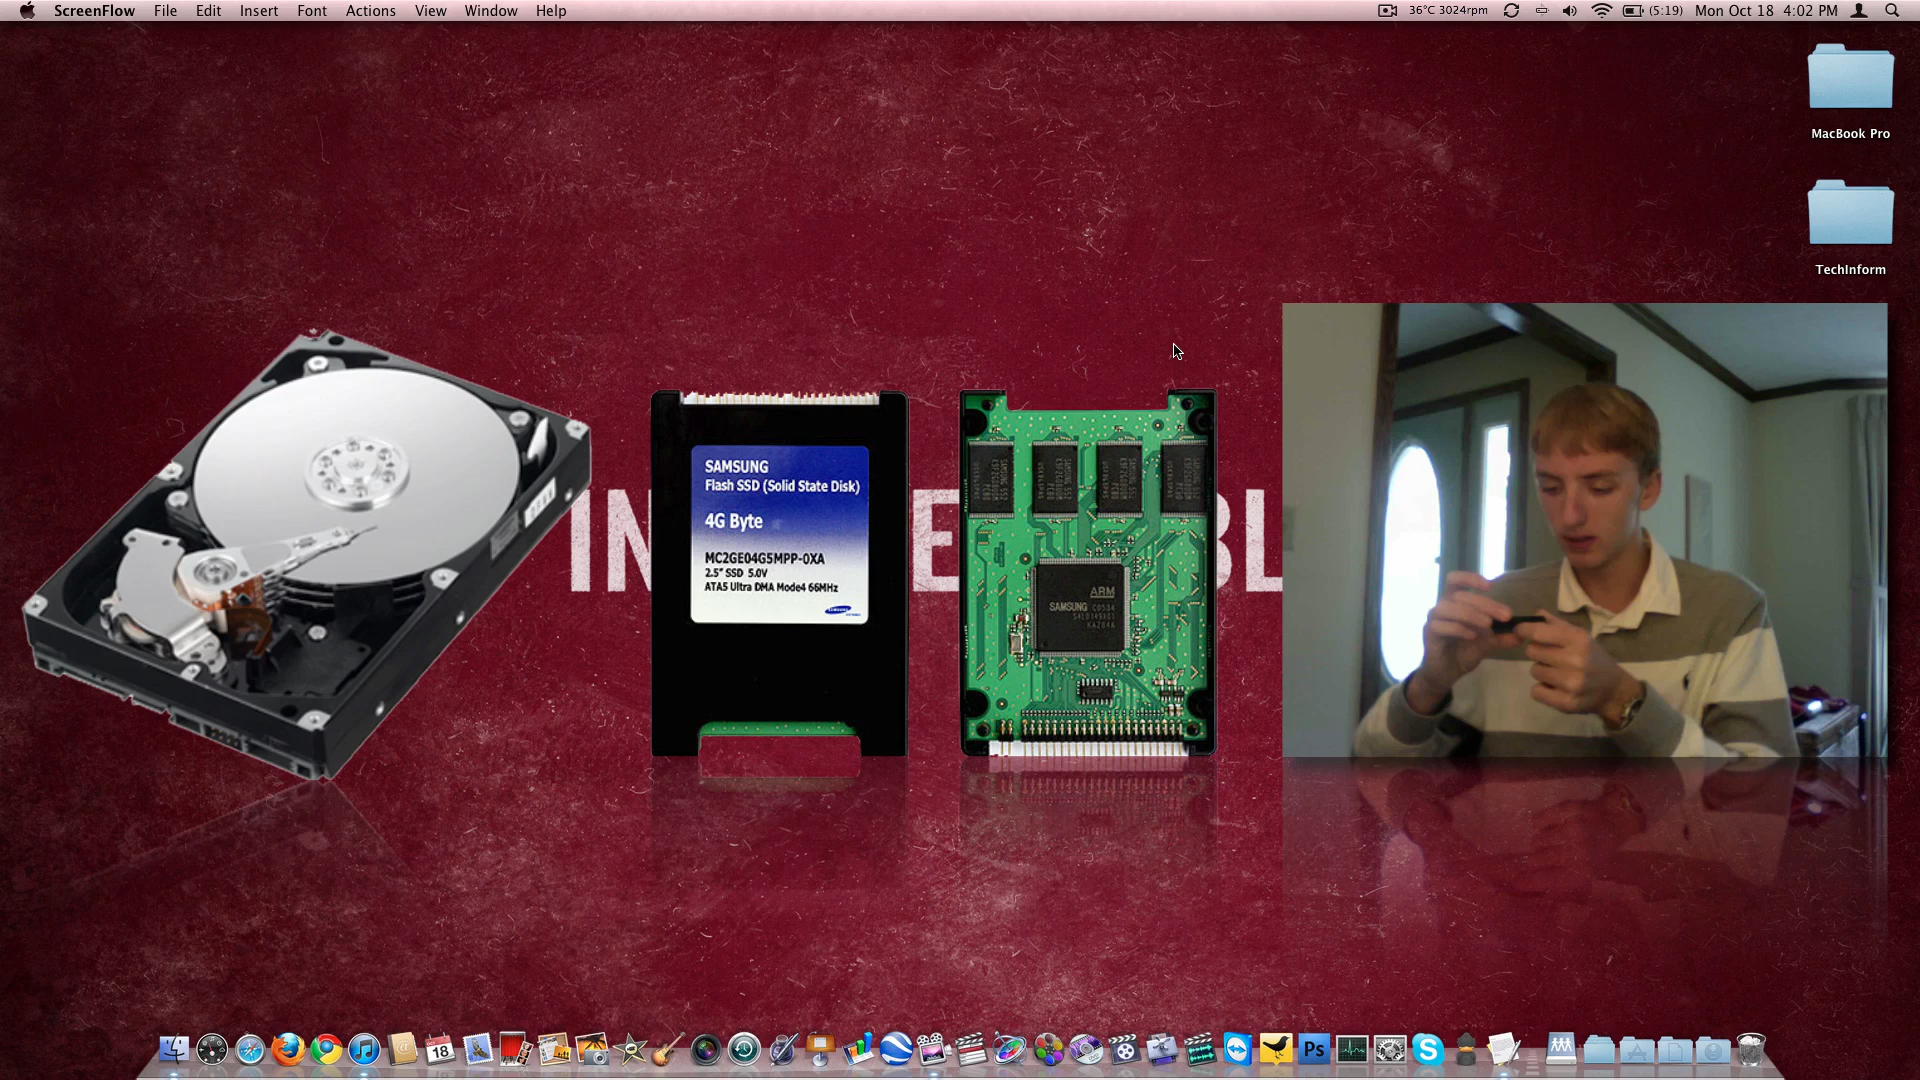 ScreenFlow File Edit Insert Font Actions View Window Help
36°C 3024rpm (5:19) Mon Oct 18 4:02 PM
MacBook Pro
TechInform
SAMSUNG
Flash SSD (Solid State Disk)
4G Byte
MC2GE04G5MPP-0XA
2.5" SSD 5.0V
ATA5 Ultra DMA Mode4 66MHz
ARM
SAMSUNG
18
Ps